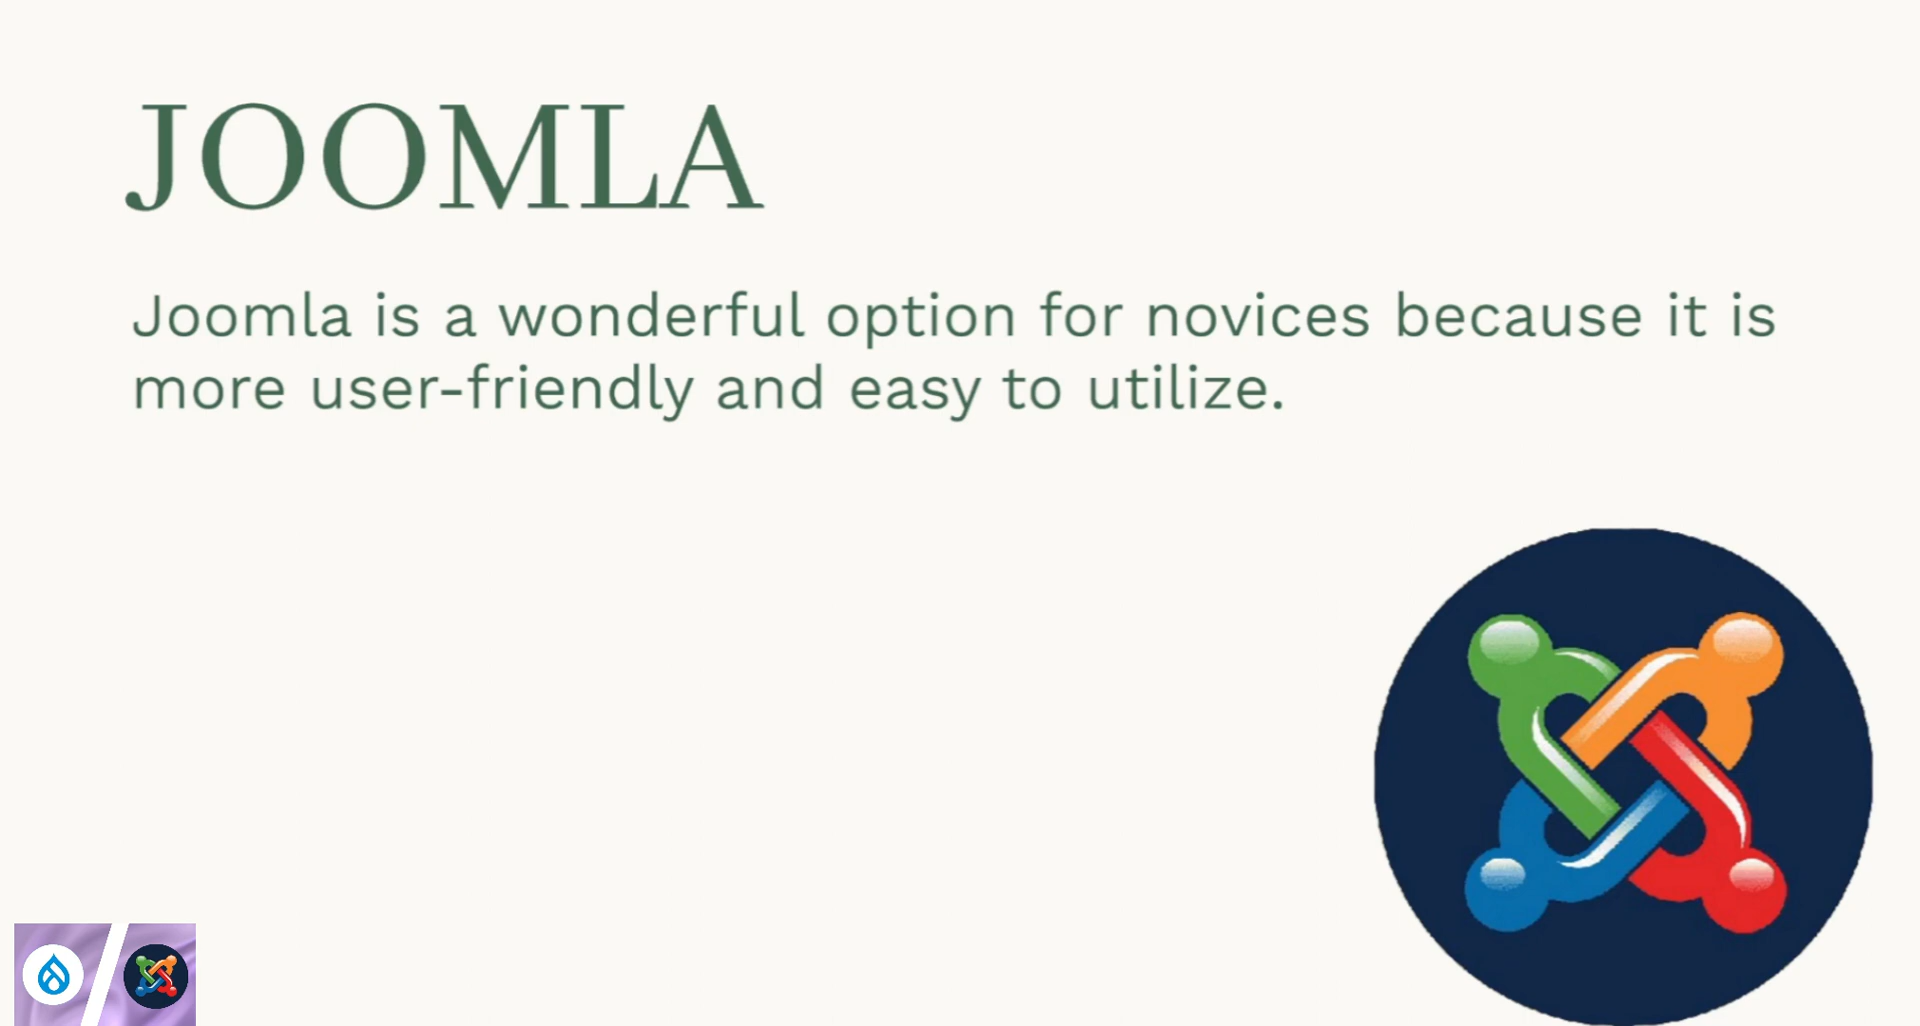 JOOMLA
Joomla is a wonderful option for novices because it is
more user-friendly and easy to utilize.